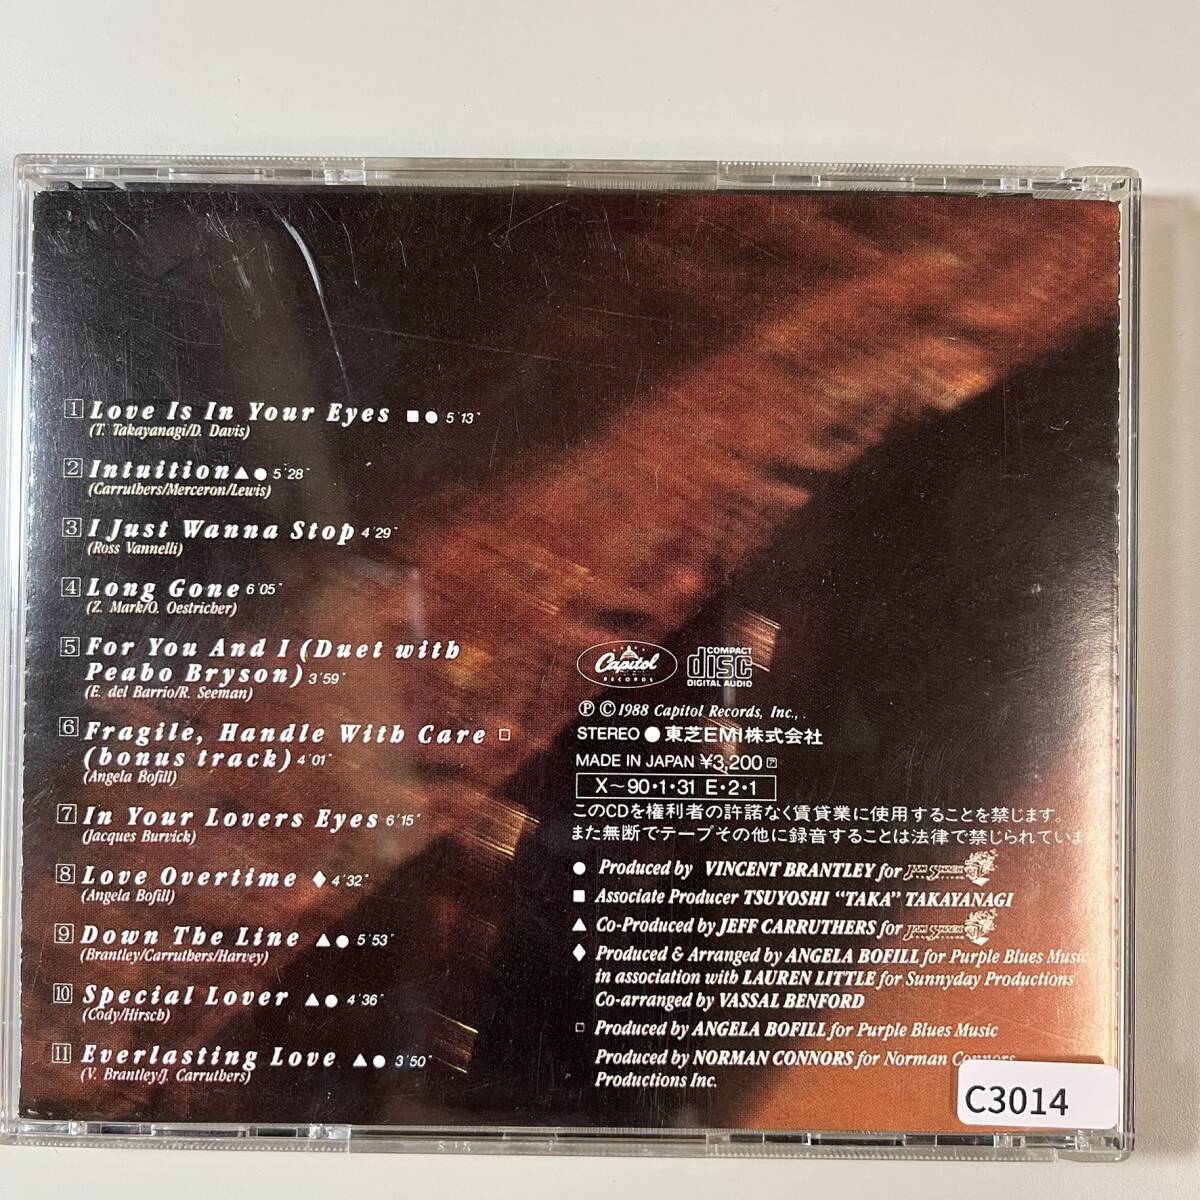 1 Love Is In Your Eyes ■ ● 5'13"
(T. Takayanagi/D. Davis)
2 Intuition ▲ ● 5'28"
(Carruthers/Merceron/Lewis)
3 I Just Wanna Stop 4'29"
(Ross Vannelli)
4 Long Gone 6'05"
(Z. Mark/O. Oestricher)
5 For You And I (Duet with
Peabo Bryson) 3'59"
(E. del Barrio/R. Seeman)
6 Fragile, Handle With Care □
(bonus track) 4'01"
(Angela Bofill)
7 In Your Lovers Eyes 6'15"
(Jacques Burvick)
8 Love Overtime ♦ 4'32"
(Angela Bofill)
9 Down The Line ▲ ● 5'53"
(Brantley/Carruthers/Harvey)
10 Special Lover ▲ ● 4'36"
(Cody/Hirsch)
11 Everlasting Love ▲ ● 3'50"
(V. Brantley/J. Carruthers)
Capitol
RECORDS
COMPACT
disc
DIGITAL AUDIO
Ⓟ © 1988 Capitol Records, Inc., .
STEREO ● 東芝EMI株式会社
MADE IN JAPAN ¥3,200
X〜90・1・31 E・2・1
このCDを権利者の許諾なく賃貸業に使用することを禁じます。
また無断でテープその他に録音することは法律で禁じられていま
● Produced by VINCENT BRANTLEY for
■ Associate Producer TSUYOSHI "TAKA" TAKAYANAGI
▲ Co-Produced by JEFF CARRUTHERS for
♦ Produced & Arranged by ANGELA BOFILL for Purple Blues Music
in association with LAUREN LITTLE for Sunnyday Productions
Co-arranged by VASSAL BENFORD
□ Produced by ANGELA BOFILL for Purple Blues Music
Produced by NORMAN CONNORS for Norman Connors
Productions Inc.
C3014